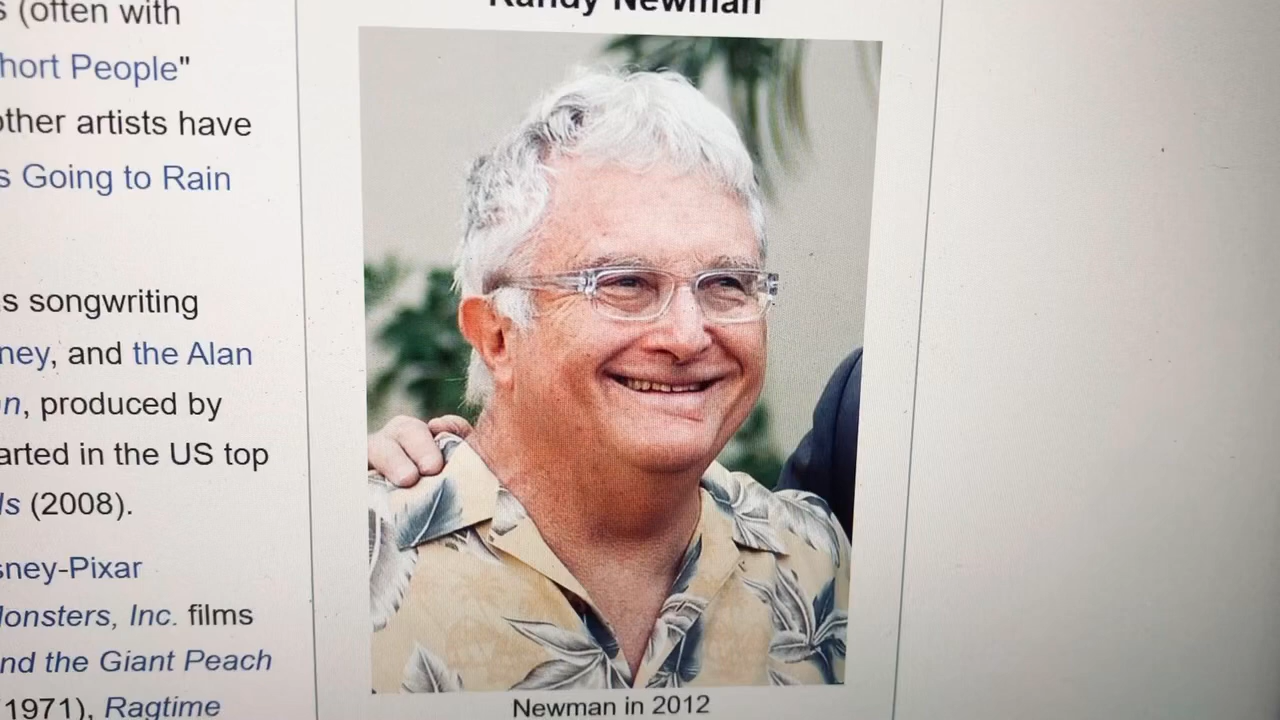 Randy Newman
s (often with
hort People"
other artists have
s Going to Rain
s songwriting
ney, and the Alan
n, produced by
arted in the US top
ls (2008).
sney-Pixar
Monsters, Inc. films
nd the Giant Peach
1971), Ragtime
Newman in 2012